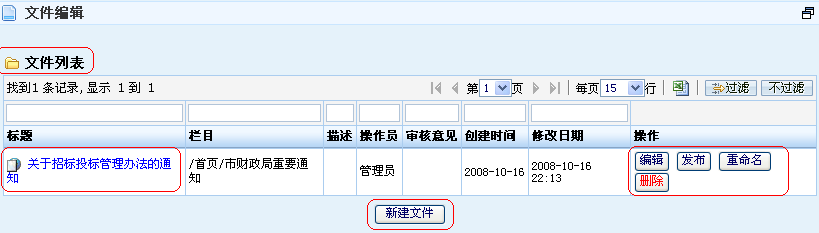 文件编辑
文件列表
找到1 条记录, 显示 1 到 1 第 1 页 每页 15 行 过滤 不过滤
标题 栏目 描述 操作员 审核意见 创建时间 修改日期 操作
关于招标投标管理办法的通知 /首页/市财政局重要通知 管理员 2008-10-16 2008-10-16 22:13 编辑 发布 重命名 删除
新建文件